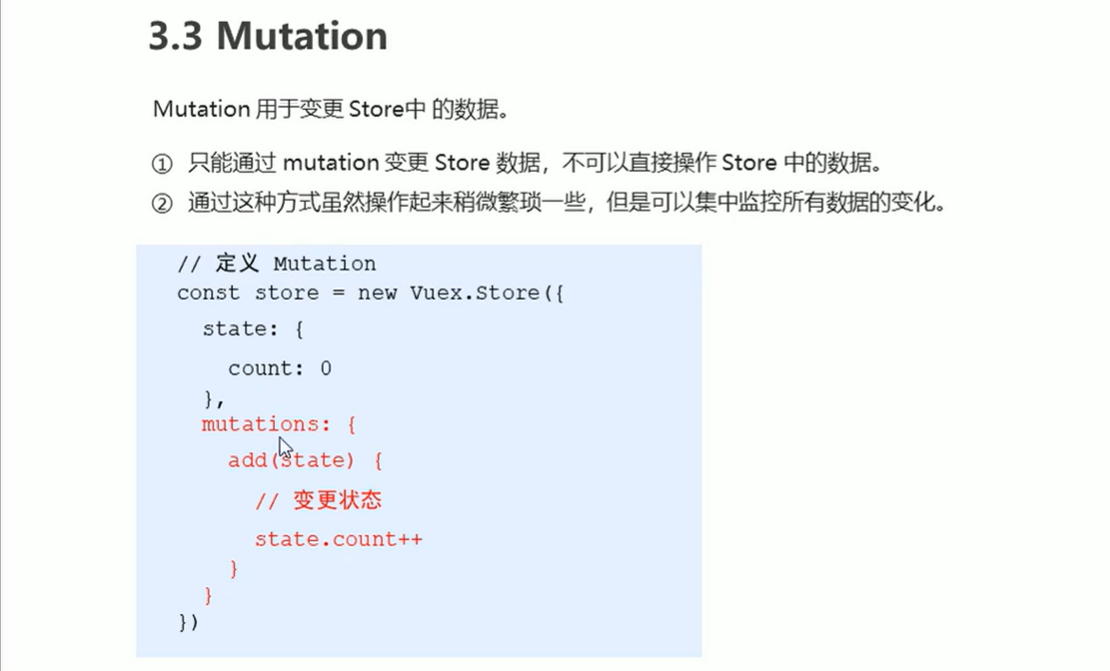 3.3 Mutation
Mutation 用于变更 Store中 的数据。
① 只能通过 mutation 变更 Store 数据，不可以直接操作 Store 中的数据。
② 通过这种方式虽然操作起来稍微繁琐一些，但是可以集中监控所有数据的变化。
// 定义 Mutation
const store = new Vuex.Store({
state: {
count: 0
},
mutations: {
add(state) {
// 变更状态
state.count++
}
}
})